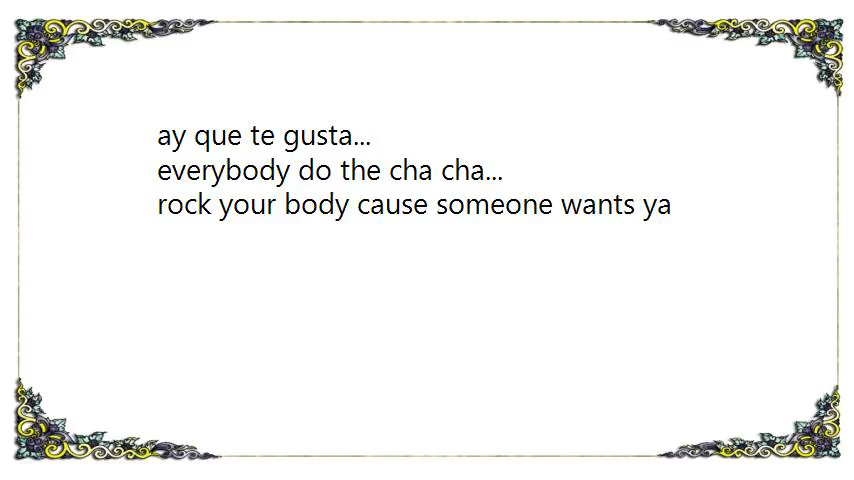 ay que te gusta...
everybody do the cha cha...
rock your body cause someone wants ya